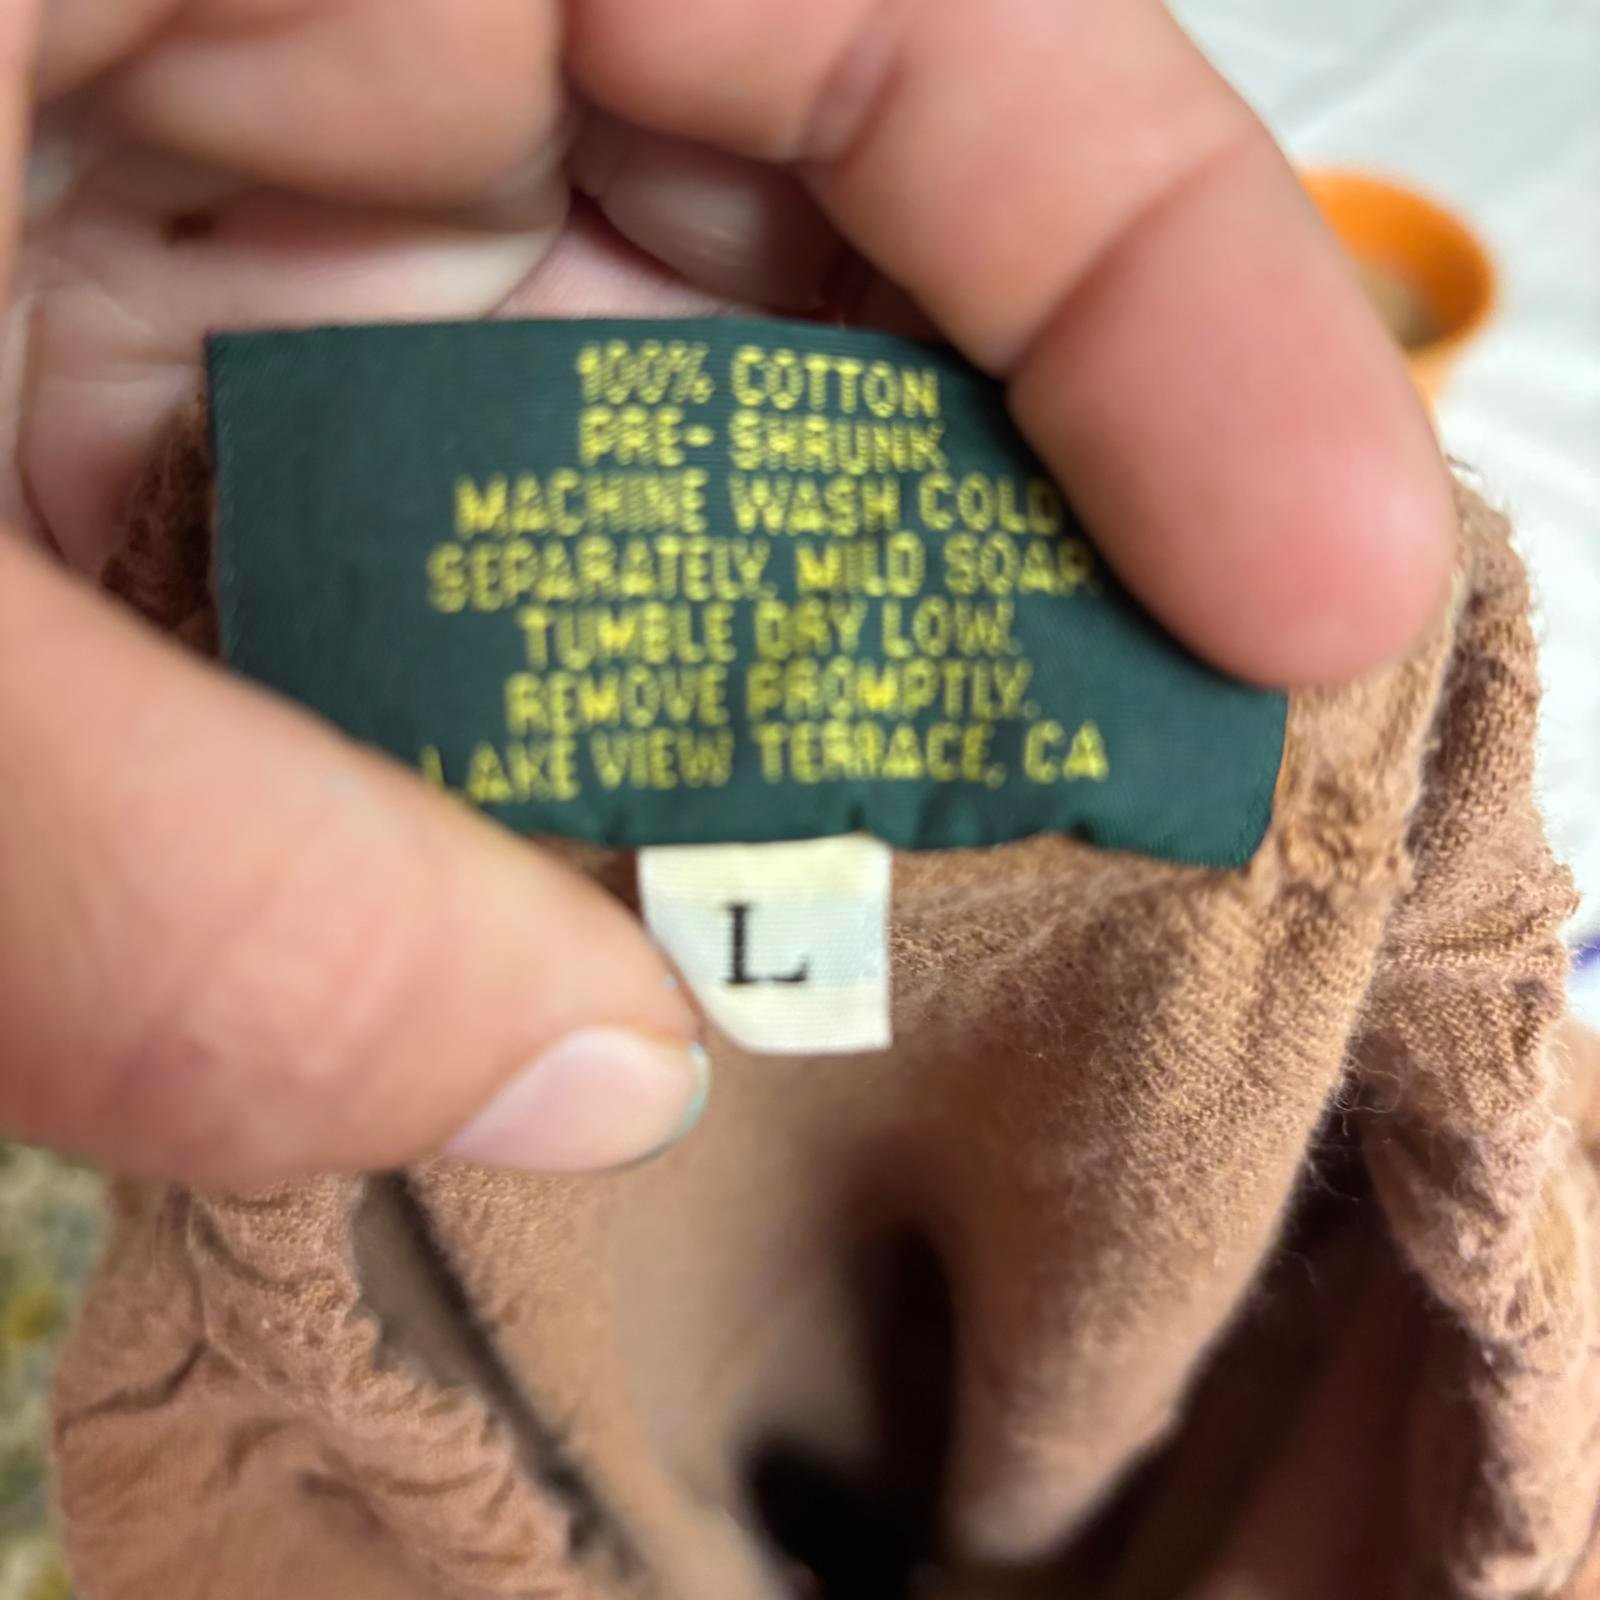 100% COTTON
PRE- SHRUNK
MACHINE WASH COLD
SEPARATELY, MILD SOAP.
TUMBLE DRY LOW.
REMOVE PROMPTLY.
LAKE VIEW TERRACE, CA
L